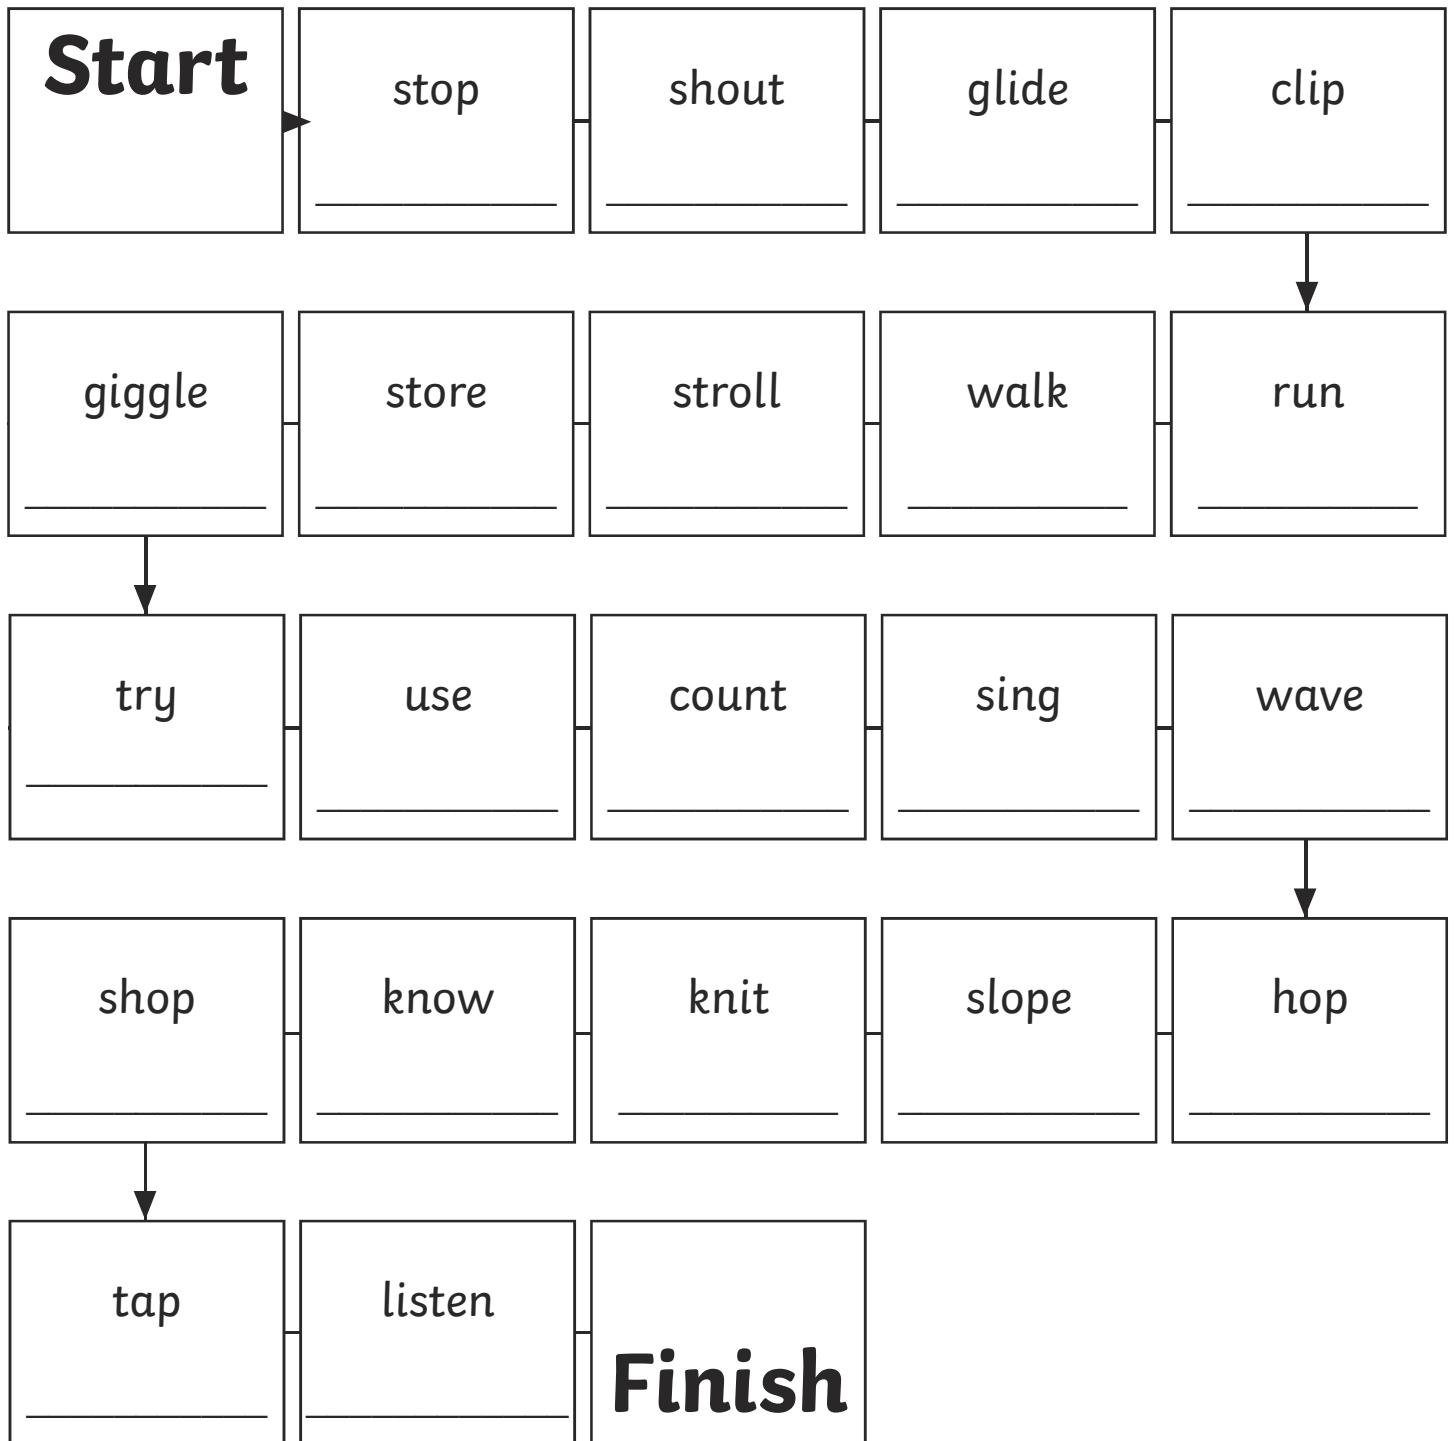 Start
stop
shout
glide
clip
giggle
store
stroll
walk
run
try
use
count
sing
wave
shop
know
knit
slope
hop
tap
listen
Finish